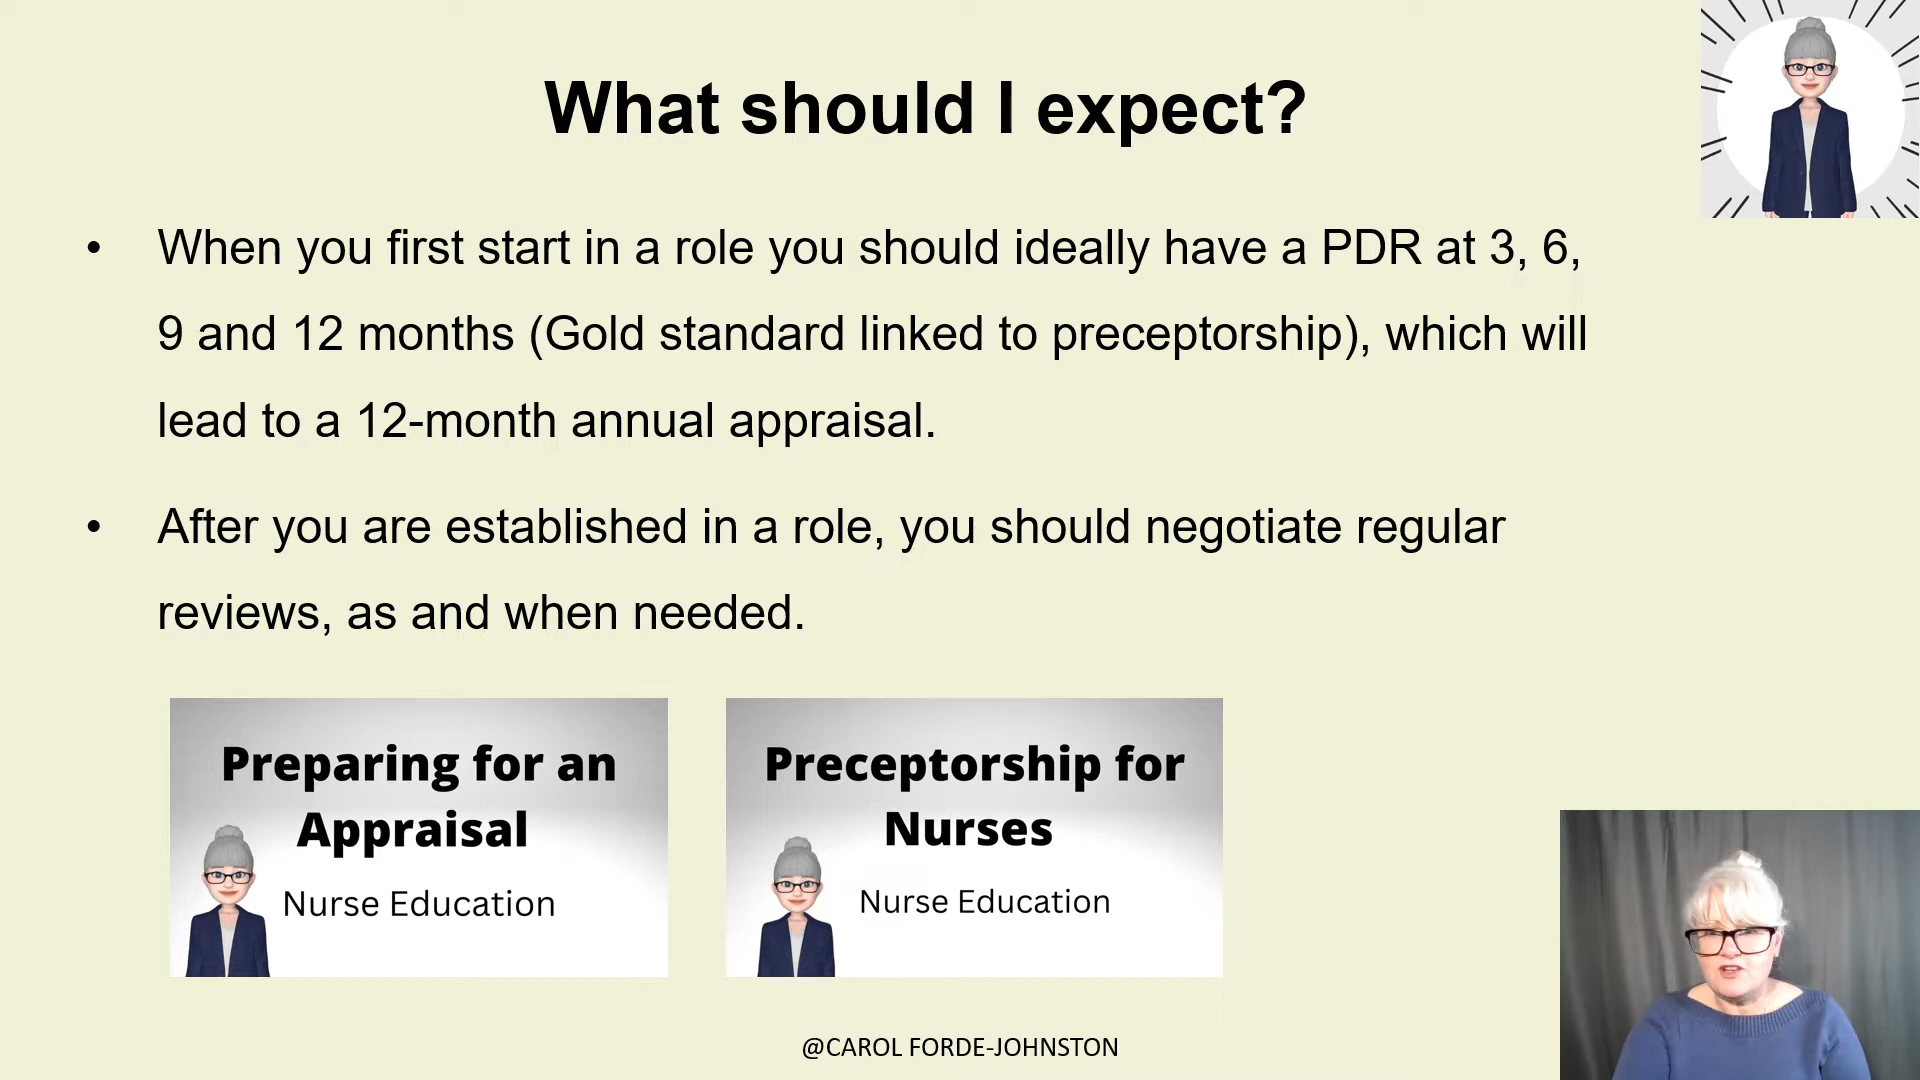 What should I expect?
• When you first start in a role you should ideally have a PDR at 3, 6,
9 and 12 months (Gold standard linked to preceptorship), which will
lead to a 12-month annual appraisal.
• After you are established in a role, you should negotiate regular
reviews, as and when needed.
Preparing for an
Appraisal
Nurse Education
Preceptorship for
Nurses
Nurse Education
@CAROL FORDE-JOHNSTON